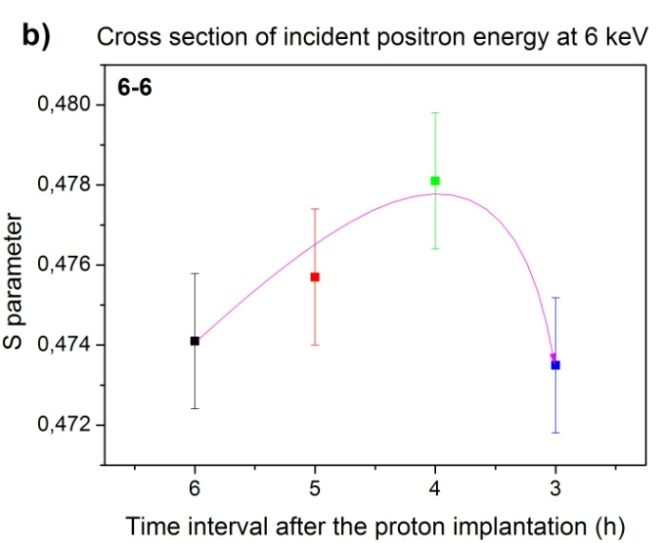 b) Cross section of incident positron energy at 6 keV
6-6
0,480
0,478
0,476
0,474
0,472
S parameter
6 5 4 3
Time interval after the proton implantation (h)